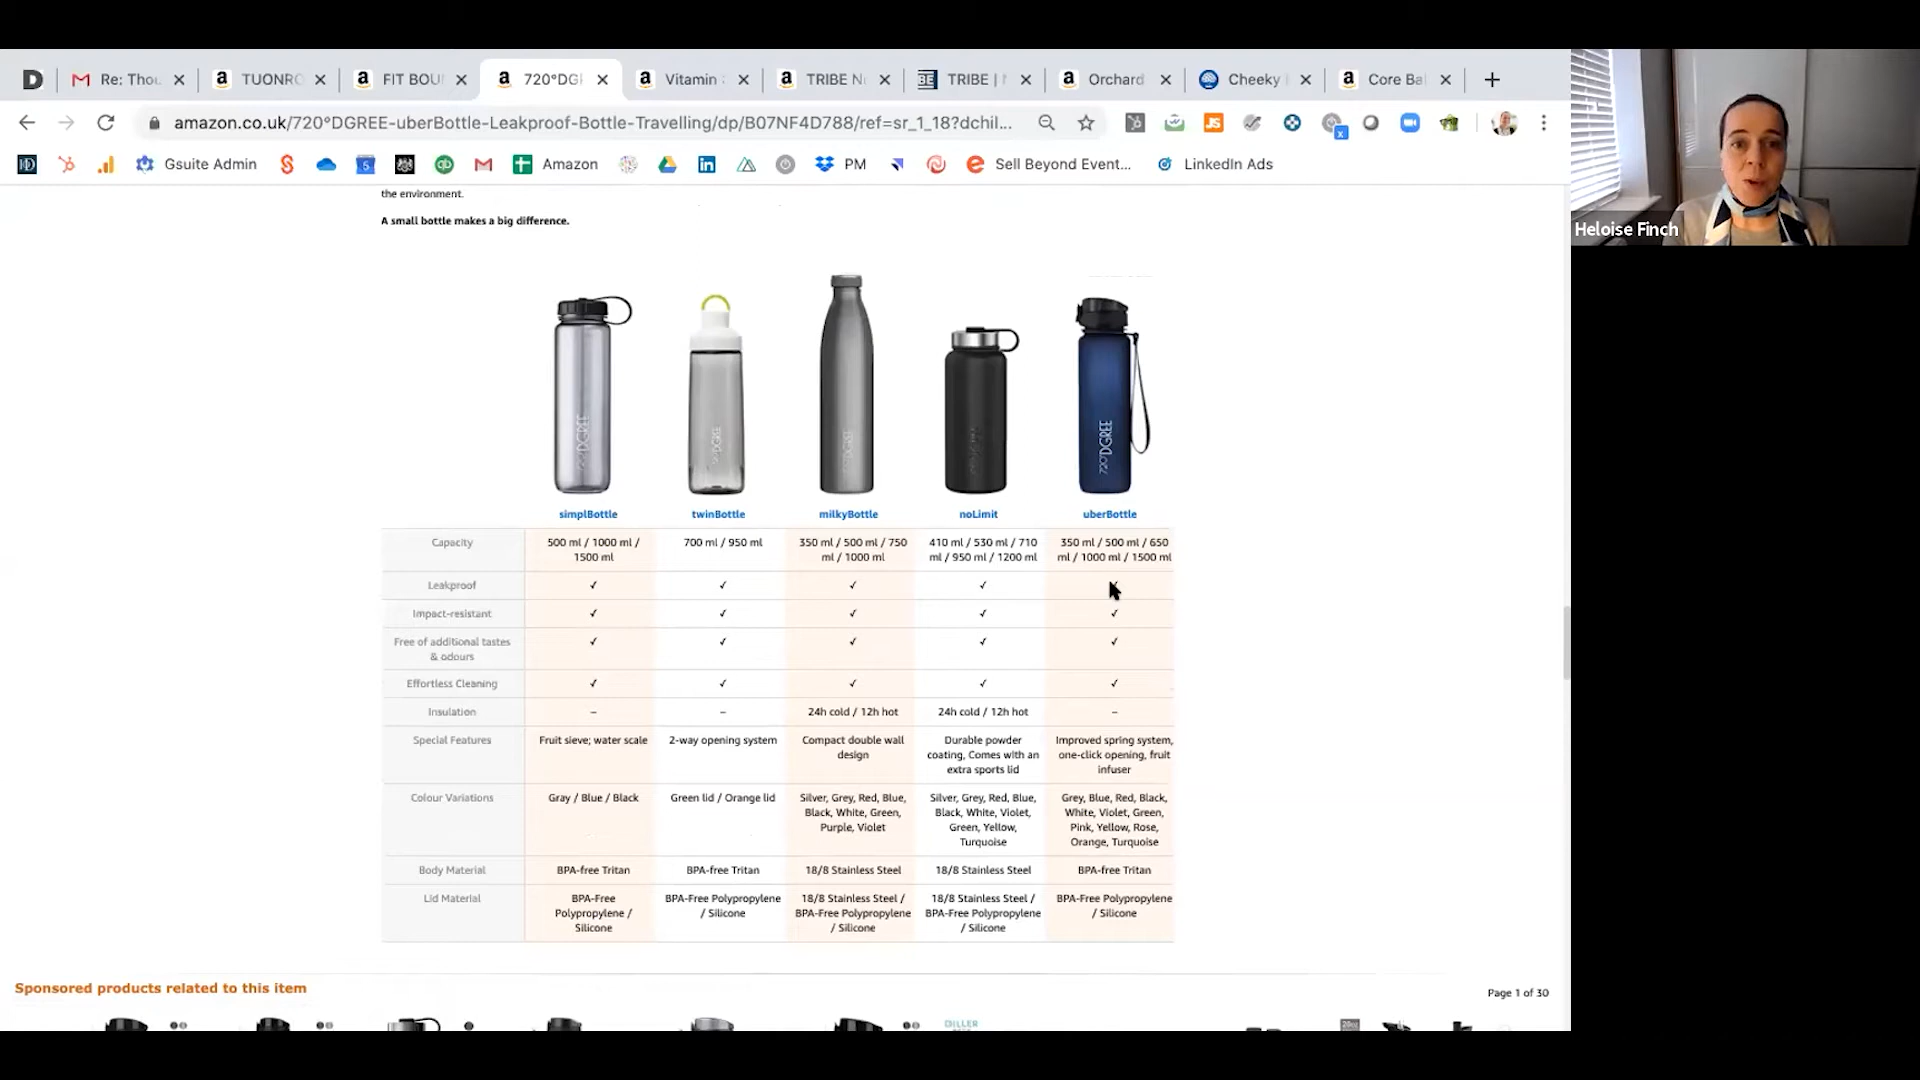 Re: Thou
TUONRO
FIT BOU
720°DGR
Vitamin
TRIBE N
TRIBE |
Orchard
Cheeky
Core Ba
amazon.co.uk/720°DGREE-uberBottle-Leakproof-Bottle-Travelling/dp/B07NF4D788/ref=sr_1_18?dchil...
Gsuite Admin
Amazon
PM
Sell Beyond Event...
LinkedIn Ads
Heloise Finch
the environment.
A small bottle makes a big difference.
720°DGREE
simplBottle twinBottle milkyBottle noLimit uberBottle
Capacity
500 ml / 1000 ml /
1500 ml
700 ml / 950 ml
350 ml / 500 ml / 750
ml / 1000 ml
410 ml / 530 ml / 710
ml / 950 ml / 1200 ml
350 ml / 500 ml / 650
ml / 1000 ml / 1500 ml
Leakproof ✓ ✓ ✓ ✓
Impact-resistant ✓ ✓ ✓ ✓ ✓
Free of additional tastes
& odours
✓ ✓ ✓ ✓ ✓
Effortless Cleaning ✓ ✓ ✓ ✓ ✓
Insulation – – 24h cold / 12h hot 24h cold / 12h hot –
Special Features
Fruit sieve; water scale
2-way opening system
Compact double wall
design
Durable powder
coating, Comes with an
extra sports lid
Improved spring system,
one-click opening, fruit
infuser
Colour Variations
Gray / Blue / Black
Green lid / Orange lid
Silver, Grey, Red, Blue,
Black, White, Green,
Purple, Violet
Silver, Grey, Red, Blue,
Black, White, Violet,
Green, Yellow,
Turquoise
Grey, Blue, Red, Black,
White, Violet, Green,
Pink, Yellow, Rose,
Orange, Turquoise
Body Material
BPA-free Tritan
BPA-free Tritan
18/8 Stainless Steel
18/8 Stainless Steel
BPA-free Tritan
Lid Material
BPA-Free
Polypropylene /
Silicone
BPA-Free Polypropylene
/ Silicone
18/8 Stainless Steel /
BPA-Free Polypropylene
/ Silicone
18/8 Stainless Steel /
BPA-Free Polypropylene
/ Silicone
BPA-Free Polypropylene
/ Silicone
Sponsored products related to this item
Page 1 of 30